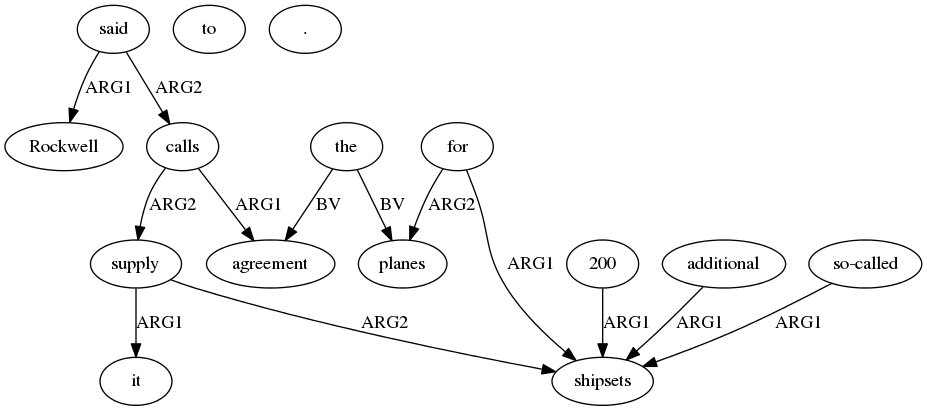 said to .
ARG1 ARG2
Rockwell calls the for
ARG2 ARG1 BV BV ARG2
supply agreement planes ARG1 200 additional so-called
ARG1 ARG2 ARG1 ARG1 ARG1
it shipsets